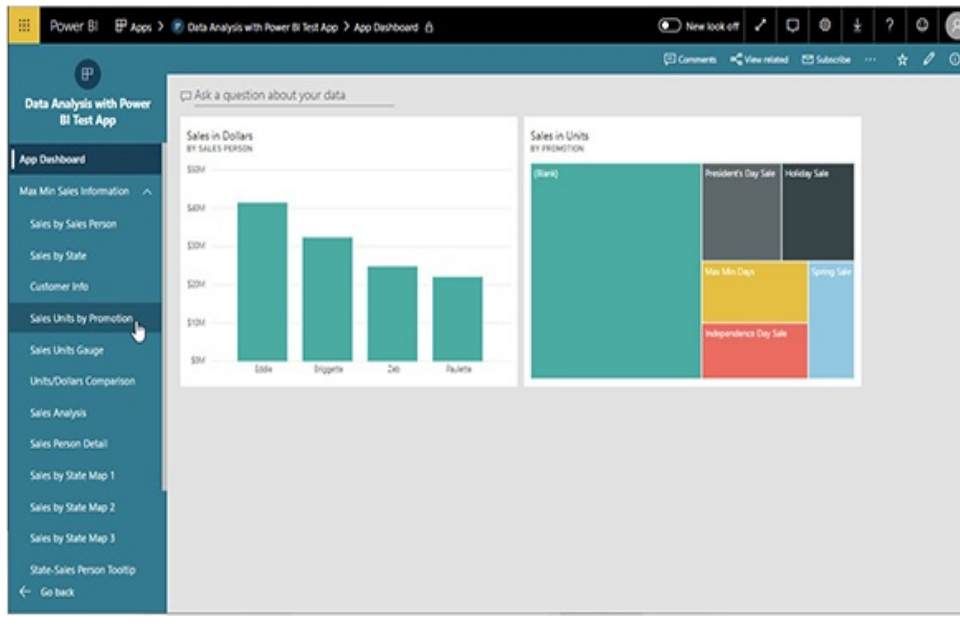 Power BI Apps > Data Analysis with Power BI Test App > App Dashboard New look off ?
Comments View related Subscribe ...
Data Analysis with Power
BI Test App
Ask a question about your data
App Dashboard
Max Min Sales Information
Sales by Sales Person
Sales by State
Customer Info
Sales Units by Promotion
Sales Units Gauge
Units/Dollars Comparison
Sales Analysis
Sales Person Detail
Sales by State Map 1
Sales by State Map 2
Sales by State Map 3
State-Sales Person Tooltip
Go back
Sales in Dollars
BY SALES PERSON
$50M
$40M
$30M
$20M
$10M
$0M
Eddie Briggette Zeb Paulette
Sales in Units
BY PROMOTION
(Blank)
President's Day Sale
Holiday Sale
Max Min Days
Spring Sale
Independence Day Sale